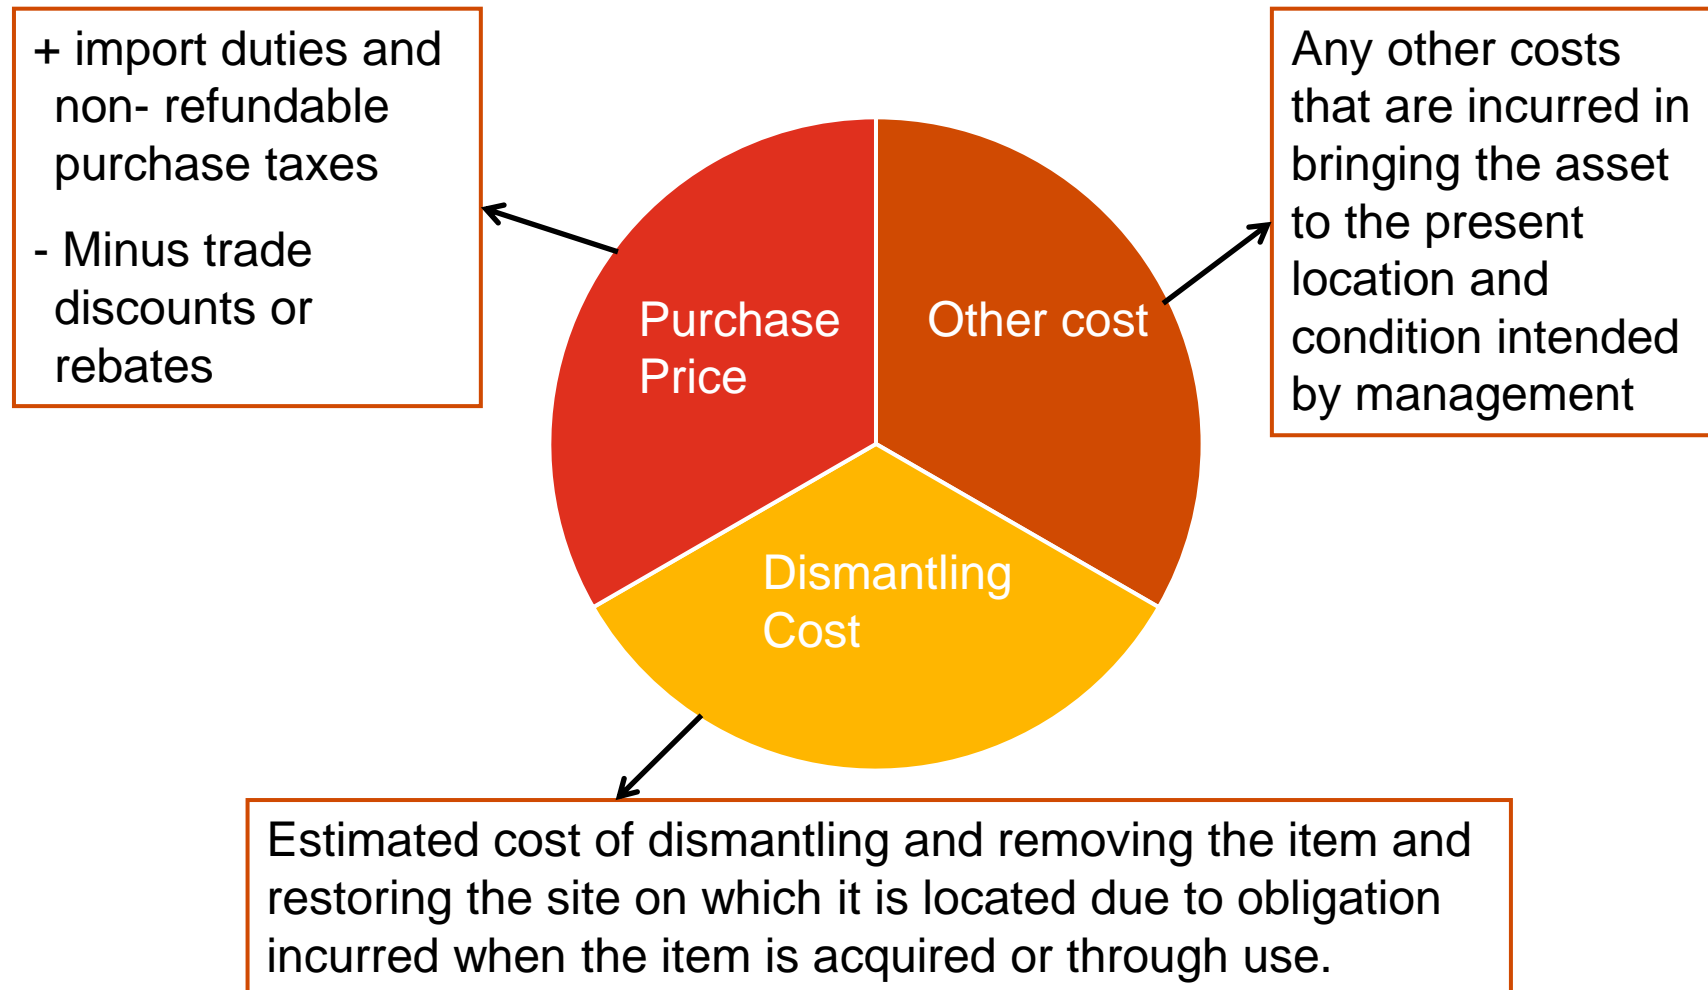 + import duties and
non- refundable
purchase taxes
- Minus trade
discounts or
rebates
Any other costs
that are incurred in
bringing the asset
to the present
location and
condition intended
by management
Purchase
Price
Other cost
Dismantling
Cost
Estimated cost of dismantling and removing the item and
restoring the site on which it is located due to obligation
incurred when the item is acquired or through use.